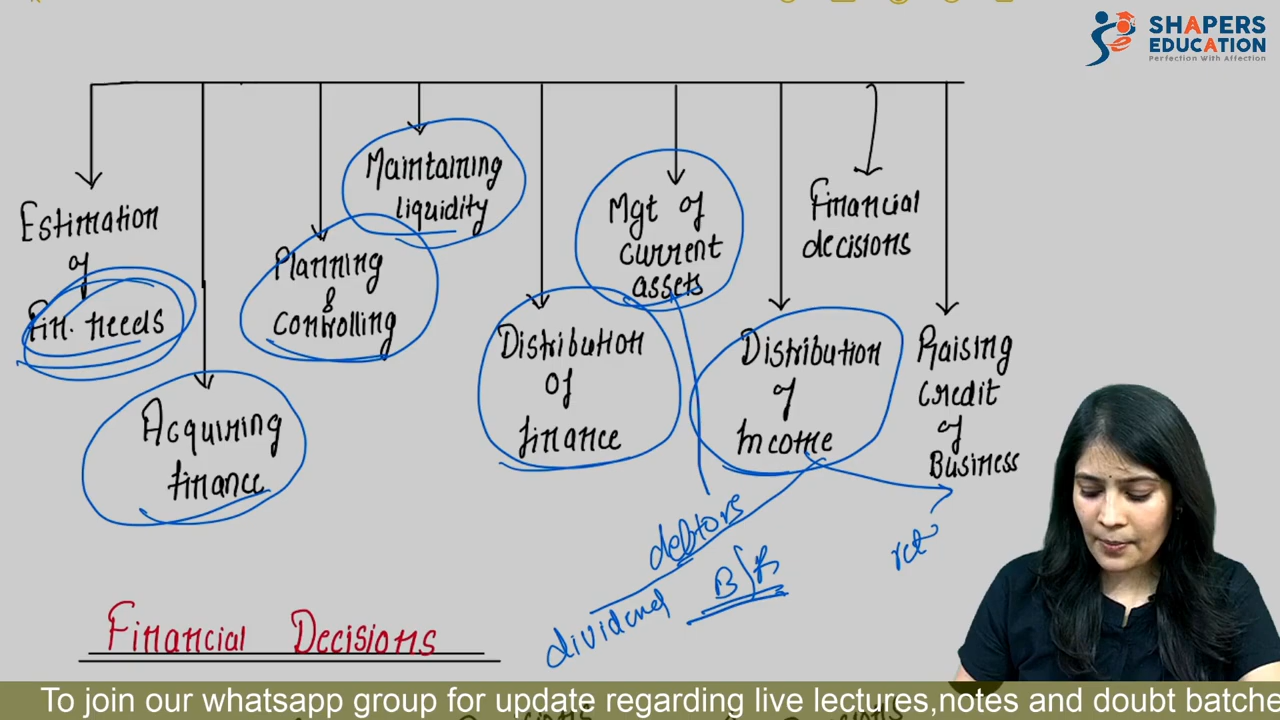 SHAPERS
EDUCATION
Perfection With Affection
Estimation
of
Fin. needs
Acquiring
finance
Planning
&
controlling
Maintaining
liquidity
Distribution
Of
finance
Mgt of
current
assets
Distribution
of
Income
Financial
decisions
Raising
Credit
of
Business
debtors
B/R
dividend
Financial Decisions
To join our whatsapp group for update regarding live lectures,notes and doubt batche